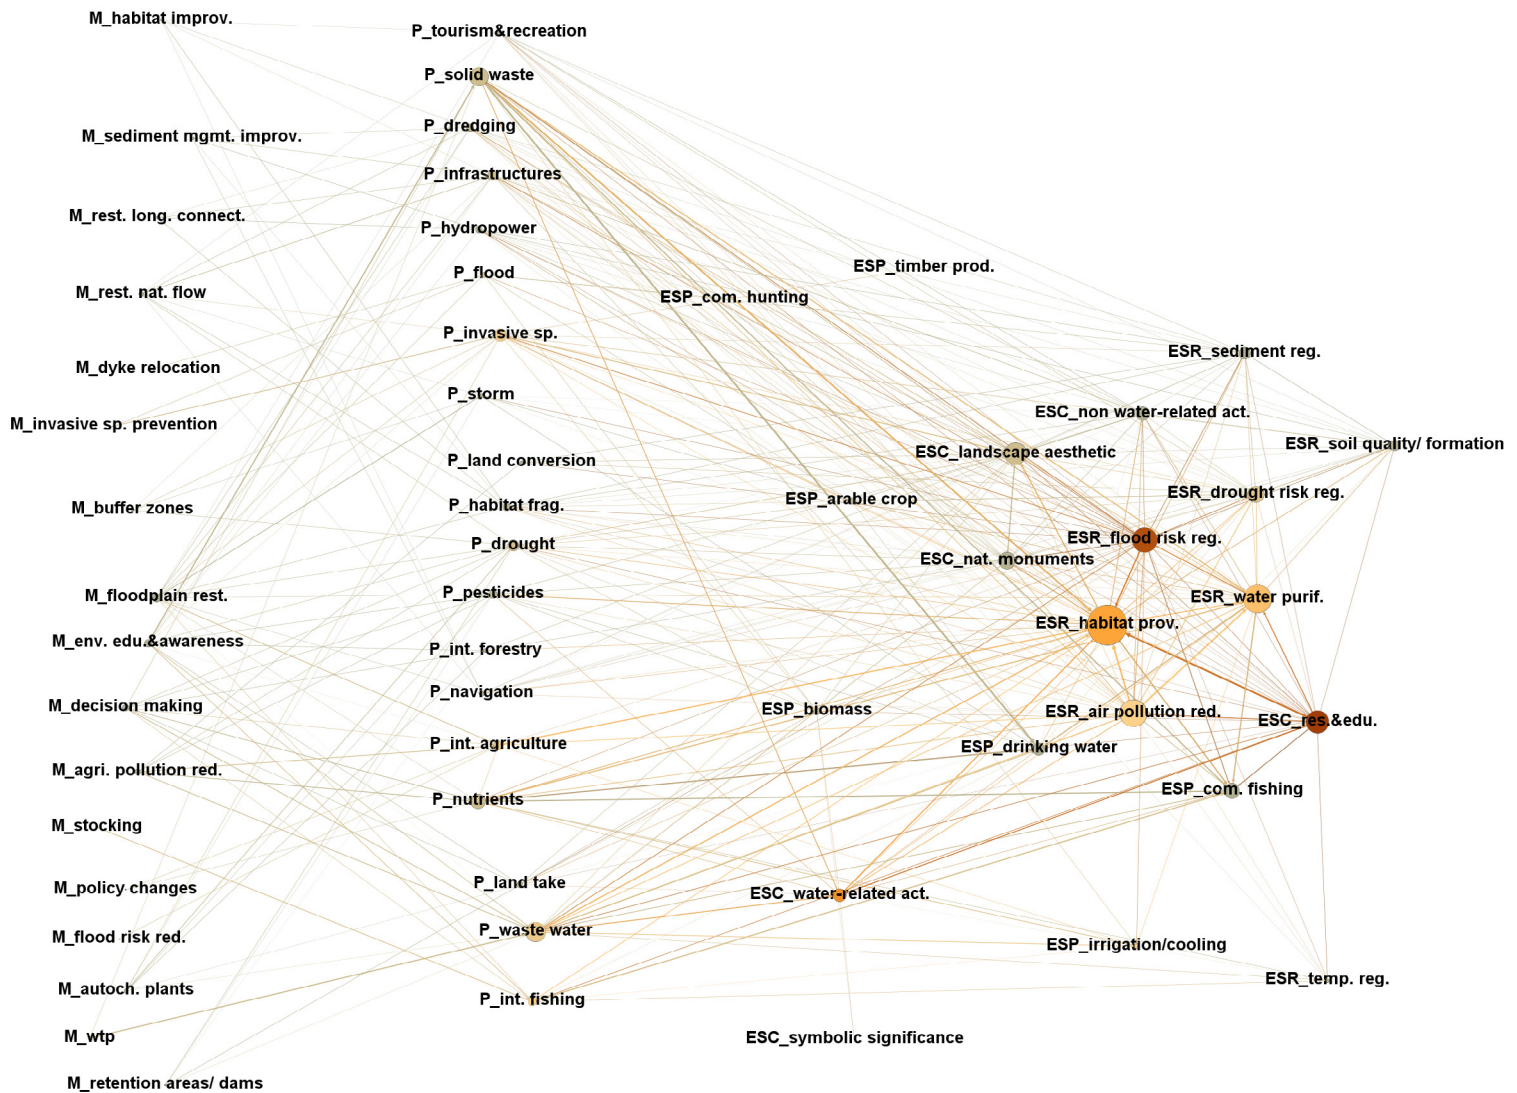 M_habitat improv.
M_sediment mgmt. improv.
M_rest. long. connect.
M_rest. nat. flow
M_dyke relocation
M_invasive sp. prevention
M_buffer zones
M_floodplain rest.
M_env. edu.&awareness
M_decision making
M_agri. pollution red.
M_stocking
M_policy changes
M_flood risk red.
M_autoch. plants
M_wtp
M_retention areas/ dams
P_tourism&recreation
P_solid waste
P_dredging
P_infrastructures
P_hydropower
P_flood
P_invasive sp.
P_storm
P_land conversion
P_habitat frag.
P_drought
P_pesticides
P_int. forestry
P_navigation
P_int. agriculture
P_nutrients
P_land take
P_waste water
P_int. fishing
ESP_timber prod.
ESP_com. hunting
ESR_sediment reg.
ESC_non water-related act.
ESR_soil quality/ formation
ESC_landscape aesthetic
ESR_drought risk reg.
ESP_arable crop
ESR_flood risk reg.
ESC_nat. monuments
ESR_water purif.
ESR_habitat prov.
ESP_biomass
ESR_air pollution red.
ESC_res.&edu.
ESP_drinking water
ESP_com. fishing
ESC_water-related act.
ESP_irrigation/cooling
ESR_temp. reg.
ESC_symbolic significance